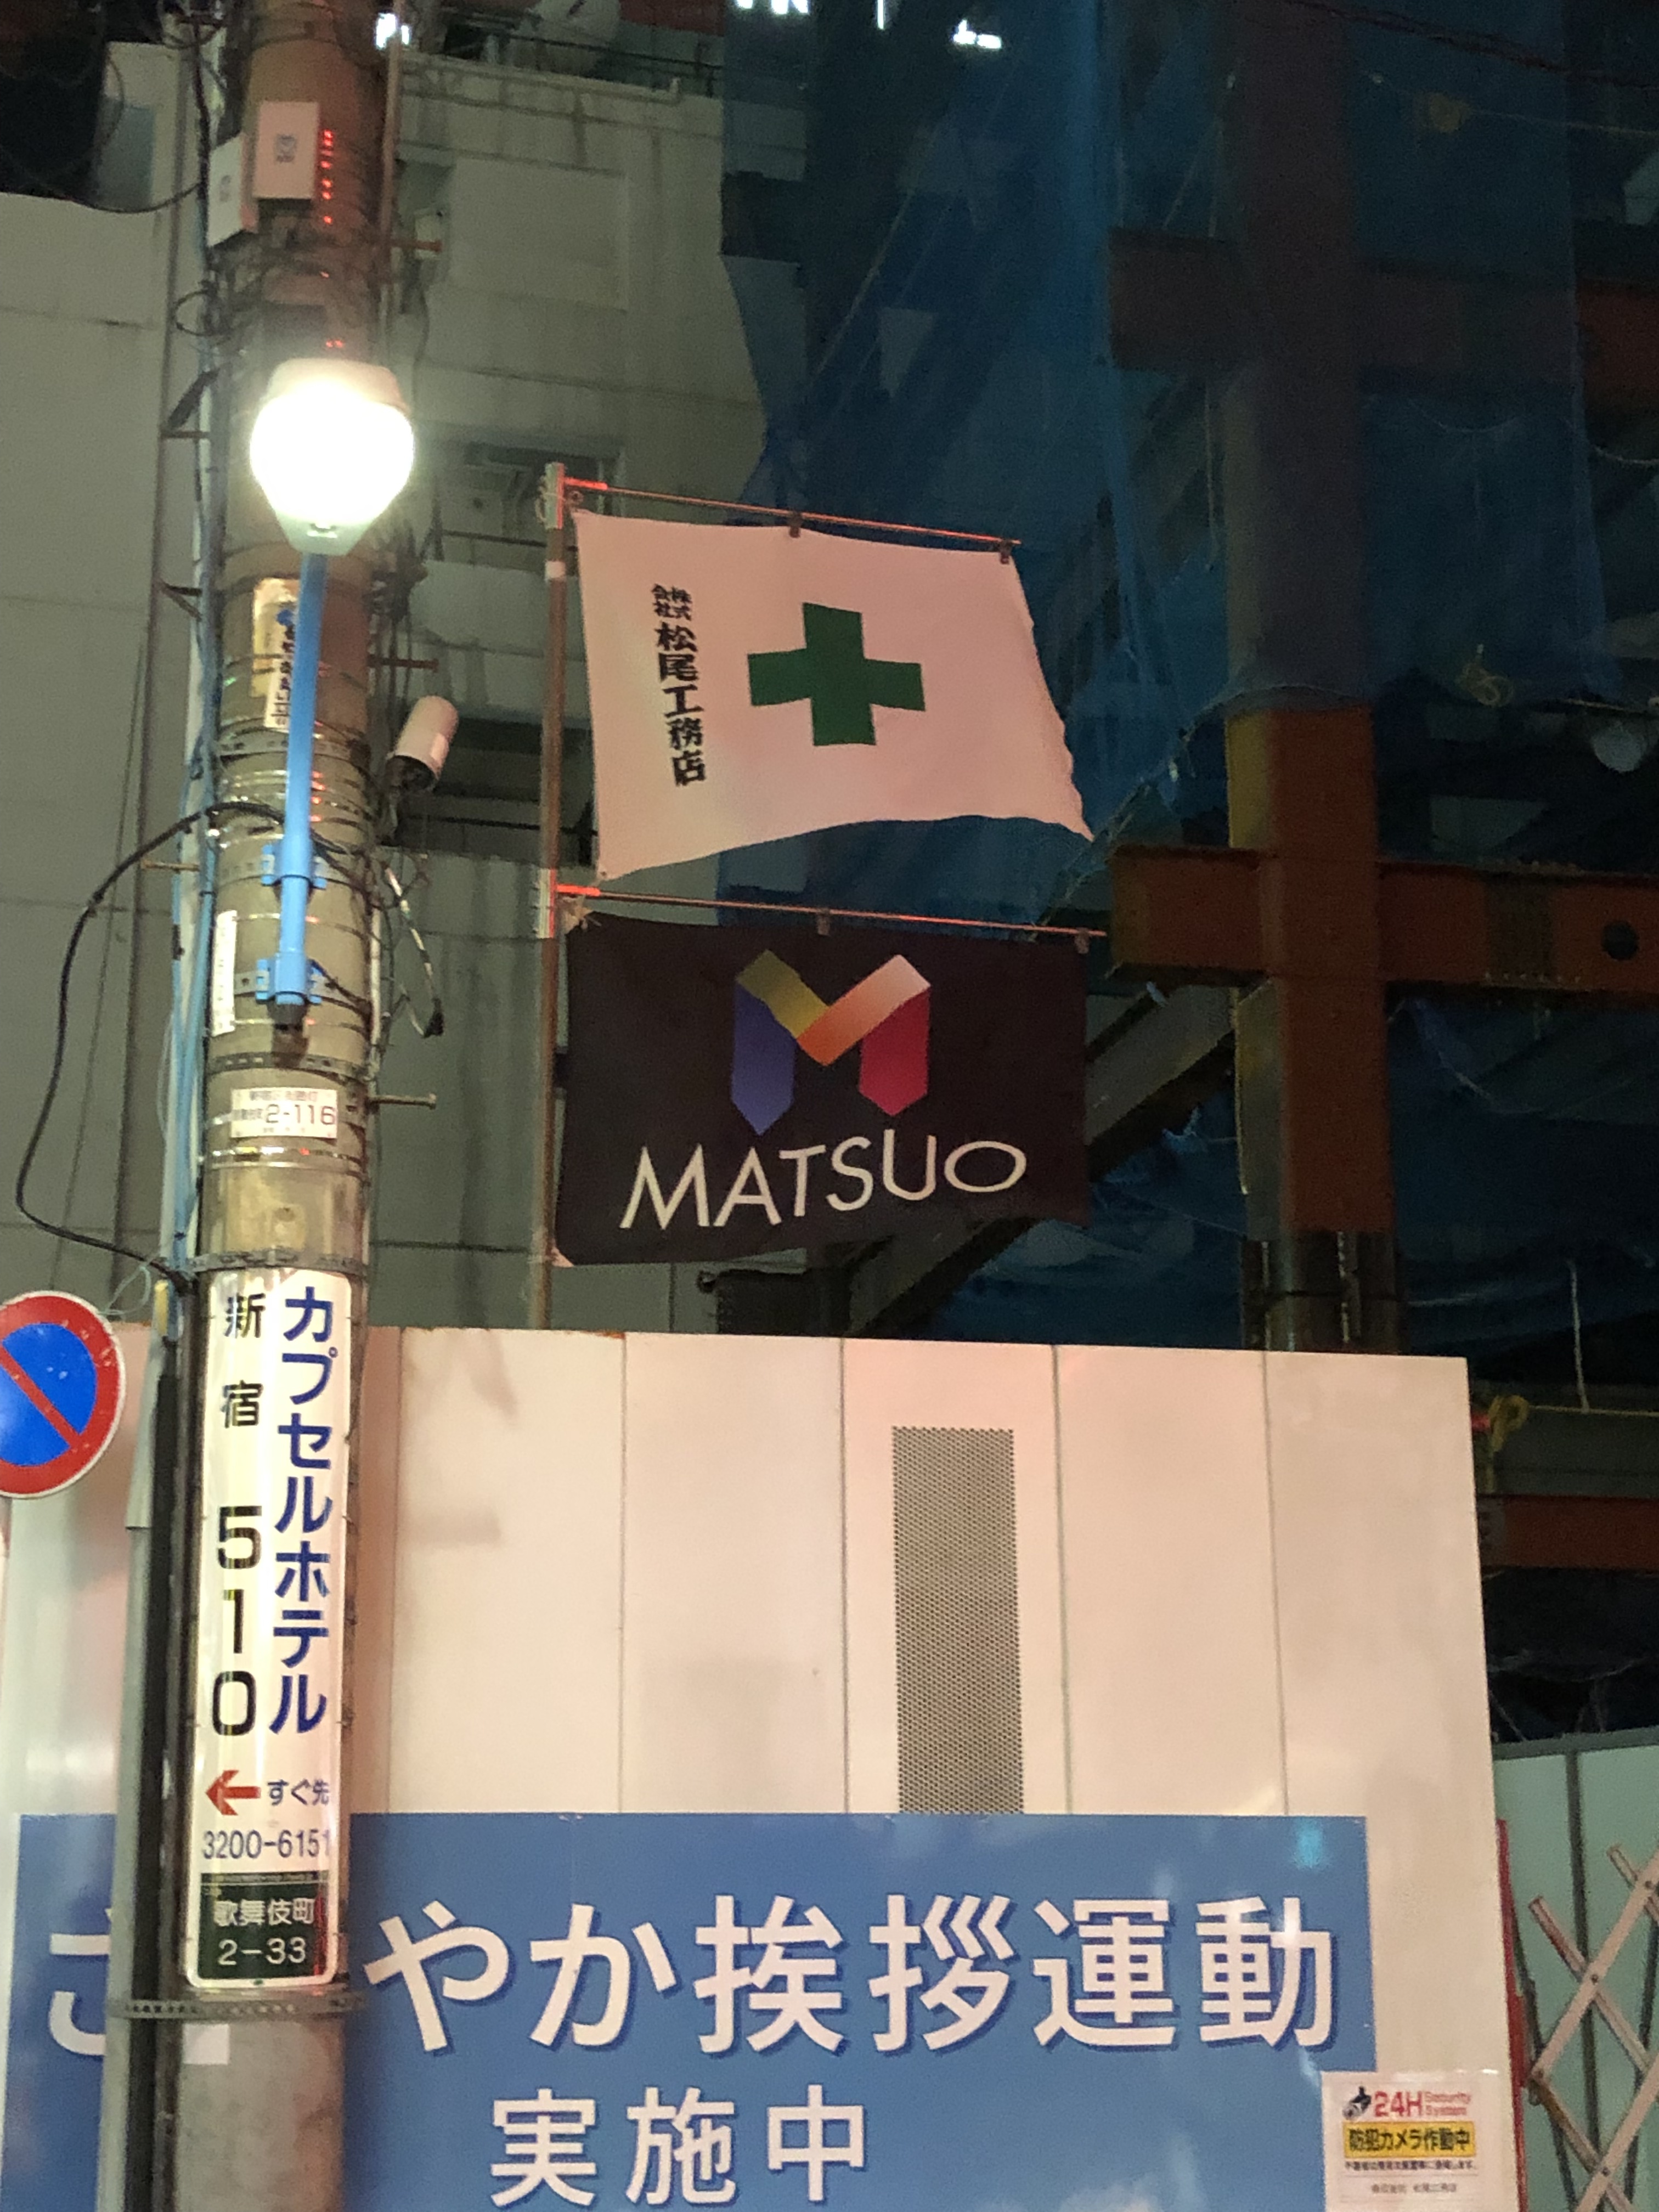 株式
会社
松尾工務店
MATSUO
2-116
カプセルホテル
新宿 510
すぐ先
3200-6151
歌舞伎町
2-33
やか挨拶運動
実施中
24H Security
System
防犯カメラ作動中